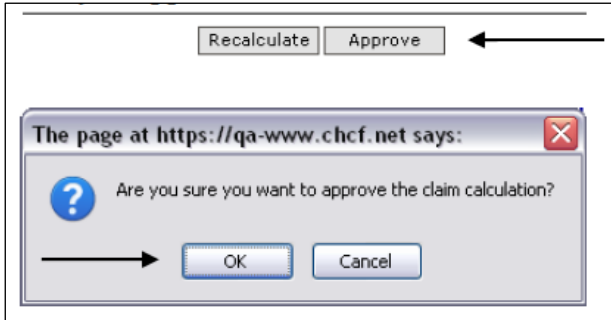 Recalculate Approve
The page at https://qa-www.chcf.net says:
Are you sure you want to approve the claim calculation?
OK Cancel